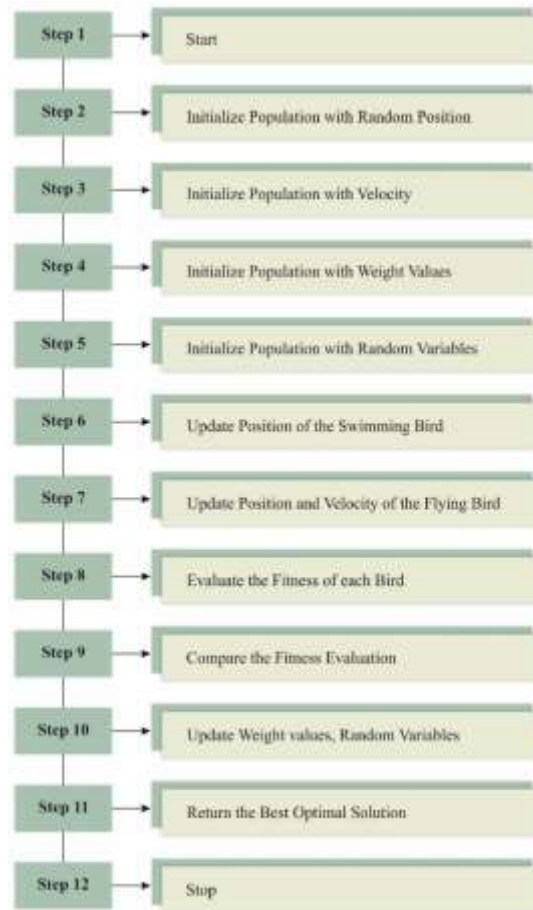 Step 1
Start
Step 2
Initialize Population with Random Position
Step 3
Initialize Population with Velocity
Step 4
Initialize Population with Weight Values
Step 5
Initialize Population with Random Variables
Step 6
Update Position of the Swimming Bird
Step 7
Update Position and Velocity of the Flying Bird
Step 8
Evaluate the Fitness of each Bird
Step 9
Compare the Fitness Evaluation
Step 10
Update Weight values, Random Variables
Step 11
Return the Best Optimal Solution
Step 12
Stop